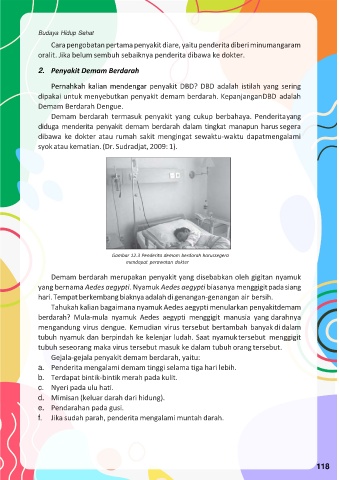 Budaya Hidup Sehat
Cara pengobatan pertama penyakit diare, yaitu penderita diberi minumangaram
oralit. Jika belum sembuh sebaiknya penderita dibawa ke dokter.
2. Penyakit Demam Berdarah
Pernahkah kalian mendengar penyakit DBD? DBD adalah istilah yang sering
dipakai untuk menyebutkan penyakit demam berdarah. KepanjanganDBD adalah
Demam Berdarah Dengue.
Demam berdarah termasuk penyakit yang cukup berbahaya. Penderitayang
diduga menderita penyakit demam berdarah dalam tingkat manapun harus segera
dibawa ke dokter atau rumah sakit mengingat sewaktu-waktu dapatmengalami
syok atau kematian. (Dr. Sudradjat, 2009: 1).
Gambar 12.3 Penderita demam berdarah harussegera
mendapat perawatan dokter
Demam berdarah merupakan penyakit yang disebabkan oleh gigitan nyamuk
yang bernama Aedes aegypti. Nyamuk Aedes aegypti biasanya menggigit pada siang
hari. Tempat berkembang biaknya adalah di genangan-genangan air bersih.
Tahukah kalian bagaimana nyamuk Aedes aegypti menularkan penyakitdemam
berdarah? Mula-mula nyamuk Aedes aegypti menggigit manusia yang darahnya
mengandung virus dengue. Kemudian virus tersebut bertambah banyak di dalam
tubuh nyamuk dan berpindah ke kelenjar ludah. Saat nyamuk tersebut menggigit
tubuh seseorang maka virus tersebut masuk ke dalam tubuh orang tersebut.
Gejala-gejala penyakit demam berdarah, yaitu:
a. Penderita mengalami demam tinggi selama tiga hari lebih.
b. Terdapat bintik-bintik merah pada kulit.
c. Nyeri pada ulu hati.
d. Mimisan (keluar darah dari hidung).
e. Pendarahan pada gusi.
f. Jika sudah parah, penderita mengalami muntah darah.
118